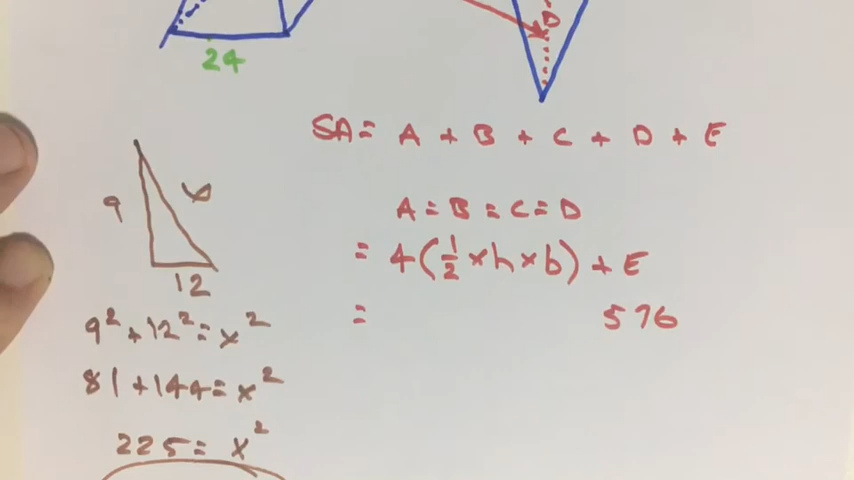 24
D
SA= A + B + C + D + E
9
x
12
A = B = C = D
= 4(1/2 × h × b) + E
= 576
9² + 12² = x²
81 + 144 = x²
225 = x²